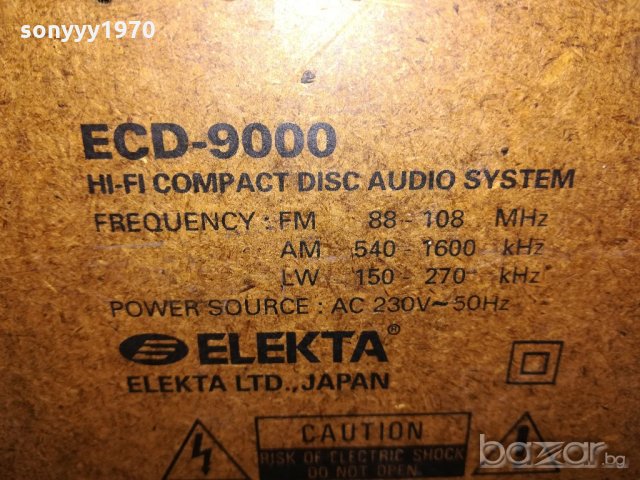 sonyyy1970
ECD-9000
HI-FI COMPACT DISC AUDIO SYSTEM
FREQUENCY : FM 88 - 108 MHz
AM 540 - 1600 kHz
LW 150 - 270 kHz
POWER SOURCE : AC 230V~50Hz
ELEKTA®
ELEKTA LTD., JAPAN
CAUTION
RISK OF ELECTRIC SHOCK
DO NOT OPEN
bazar.bg